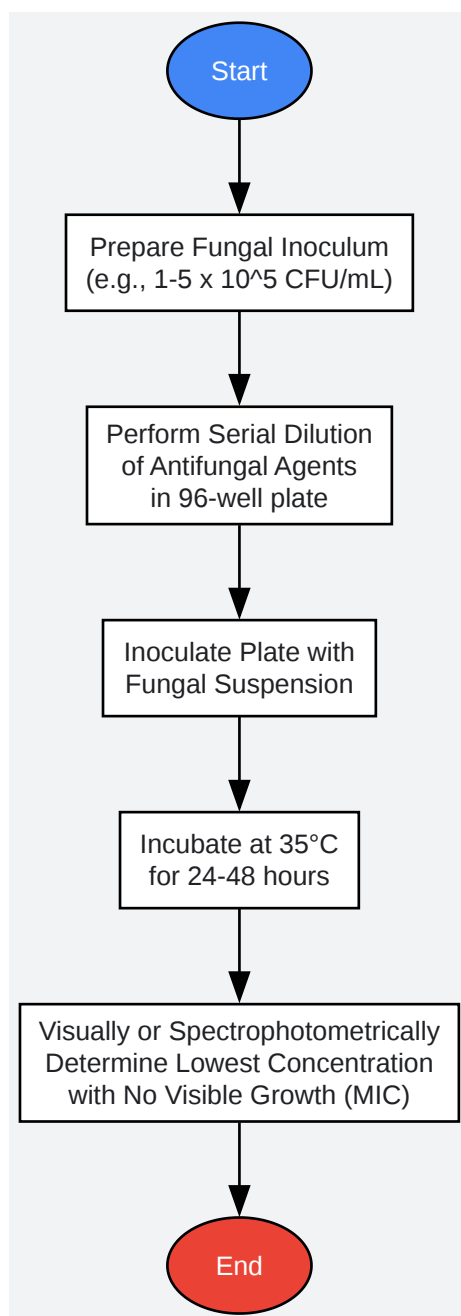 Start
Prepare Fungal Inoculum
(e.g., 1-5 x 10^5 CFU/mL)
Perform Serial Dilution
of Antifungal Agents
in 96-well plate
Inoculate Plate with
Fungal Suspension
Incubate at 35°C
for 24-48 hours
Visually or Spectrophotometrically
Determine Lowest Concentration
with No Visible Growth (MIC)
End